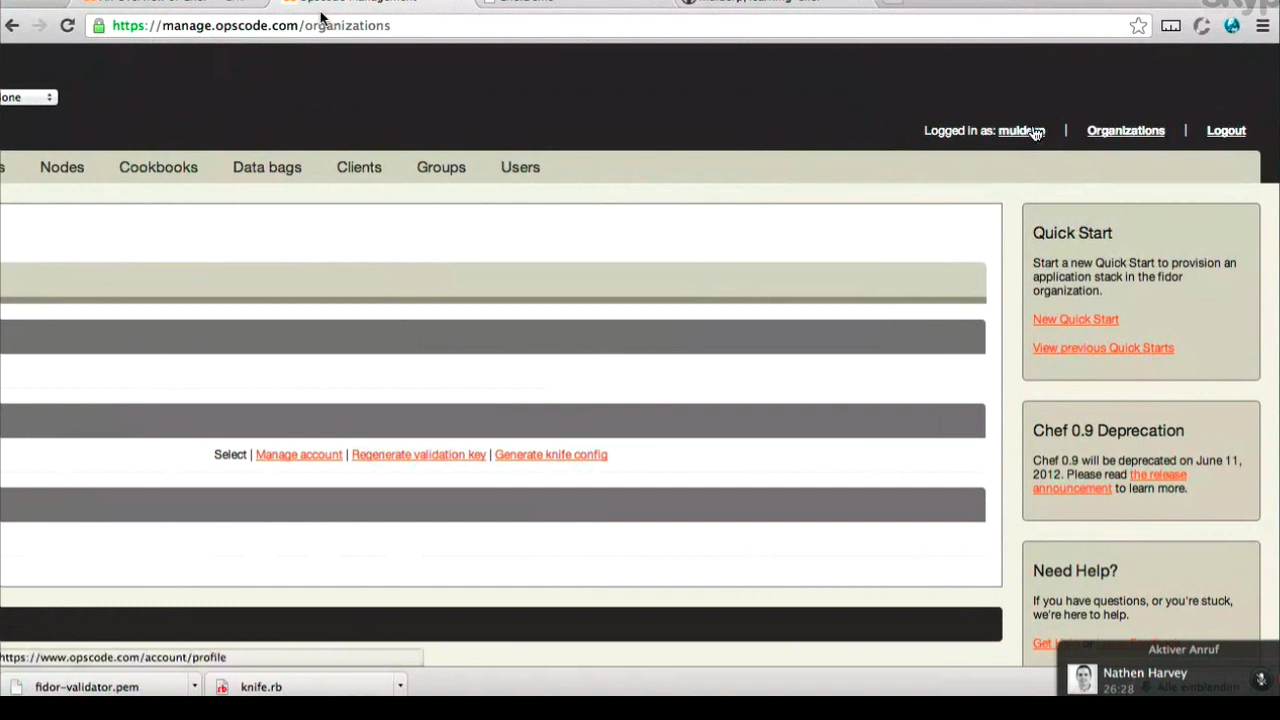 https://manage.opscode.com/organizations
Logged in as: | Organizations | Logout
Nodes Cookbooks Data bags Clients Groups Users
Quick Start
Start a new Quick Start to provision an
application stack in the fidor
organization.
New Quick Start
View previous Quick Starts
Select | Manage account | Regenerate validation key | Generate knife config
Chef 0.9 Deprecation
Chef 0.9 will be deprecated on June 11,
2012. Please read the release
announcement to learn more.
Need Help?
If you have questions, or you're stuck,
we're here to help.
https://www.opscode.com/account/profile
Aktiver Anruf
Nathen Harvey
26:28
fidor-validator.pem knife.rb Alle einblenden